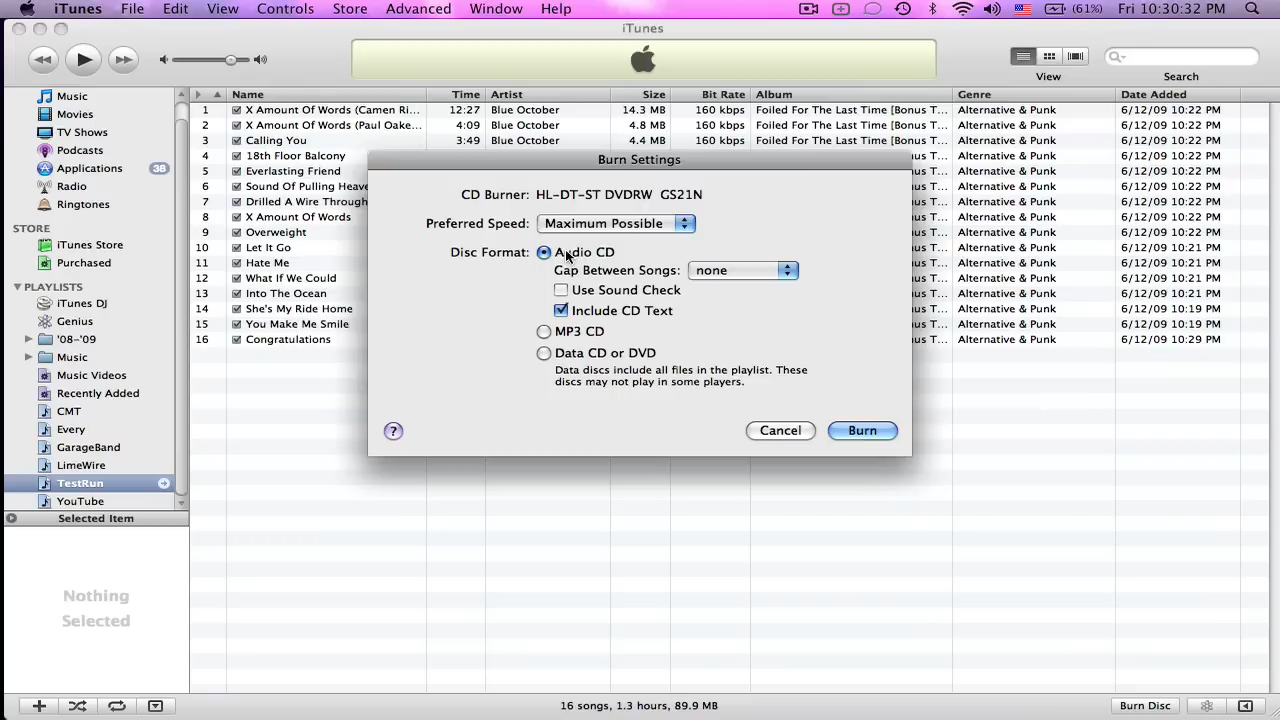 iTunes File Edit View Controls Store Advanced Window Help (61%) Fri 10:30:32 PM
iTunes
View
Search
Music
Movies
TV Shows
Podcasts
Applications 38
Radio
Ringtones
STORE
iTunes Store
Purchased
PLAYLISTS
iTunes DJ
Genius
'08-'09
Music
Music Videos
Recently Added
CMT
Every
GarageBand
LimeWire
TestRun
YouTube
Selected Item
Nothing
Selected
Name Time Artist Size Bit Rate Album Genre Date Added
1 X Amount Of Words (Camen Ri... 12:27 Blue October 14.3 MB 160 kbps Foiled For The Last Time [Bonus T... Alternative & Punk 6/12/09 10:22 PM
2 X Amount Of Words (Paul Oake... 4:09 Blue October 4.8 MB 160 kbps Foiled For The Last Time [Bonus T... Alternative & Punk 6/12/09 10:22 PM
3 Calling You 3:49 Blue October 4.4 MB 160 kbps Foiled For The Last Time [Bonus T... Alternative & Punk 6/12/09 10:22 PM
4 18th Floor Balcony onus T... Alternative & Punk 6/12/09 10:22 PM
5 Everlasting Friend onus T... Alternative & Punk 6/12/09 10:22 PM
6 Sound Of Pulling Heave onus T... Alternative & Punk 6/12/09 10:22 PM
7 Drilled A Wire Through onus T... Alternative & Punk 6/12/09 10:22 PM
8 X Amount Of Words onus T... Alternative & Punk 6/12/09 10:22 PM
9 Overweight onus T... Alternative & Punk 6/12/09 10:22 PM
10 Let It Go onus T... Alternative & Punk 6/12/09 10:21 PM
11 Hate Me onus T... Alternative & Punk 6/12/09 10:21 PM
12 What If We Could onus T... Alternative & Punk 6/12/09 10:21 PM
13 Into The Ocean onus T... Alternative & Punk 6/12/09 10:21 PM
14 She's My Ride Home onus T... Alternative & Punk 6/12/09 10:19 PM
15 You Make Me Smile onus T... Alternative & Punk 6/12/09 10:19 PM
16 Congratulations onus T... Alternative & Punk 6/12/09 10:29 PM
Burn Settings
CD Burner: HL-DT-ST DVDRW GS21N
Preferred Speed: Maximum Possible
Disc Format: Audio CD
Gap Between Songs: none
Use Sound Check
Include CD Text
MP3 CD
Data CD or DVD
Data discs include all files in the playlist. These
discs may not play in some players.
? Cancel Burn
16 songs, 1.3 hours, 89.9 MB
Burn Disc